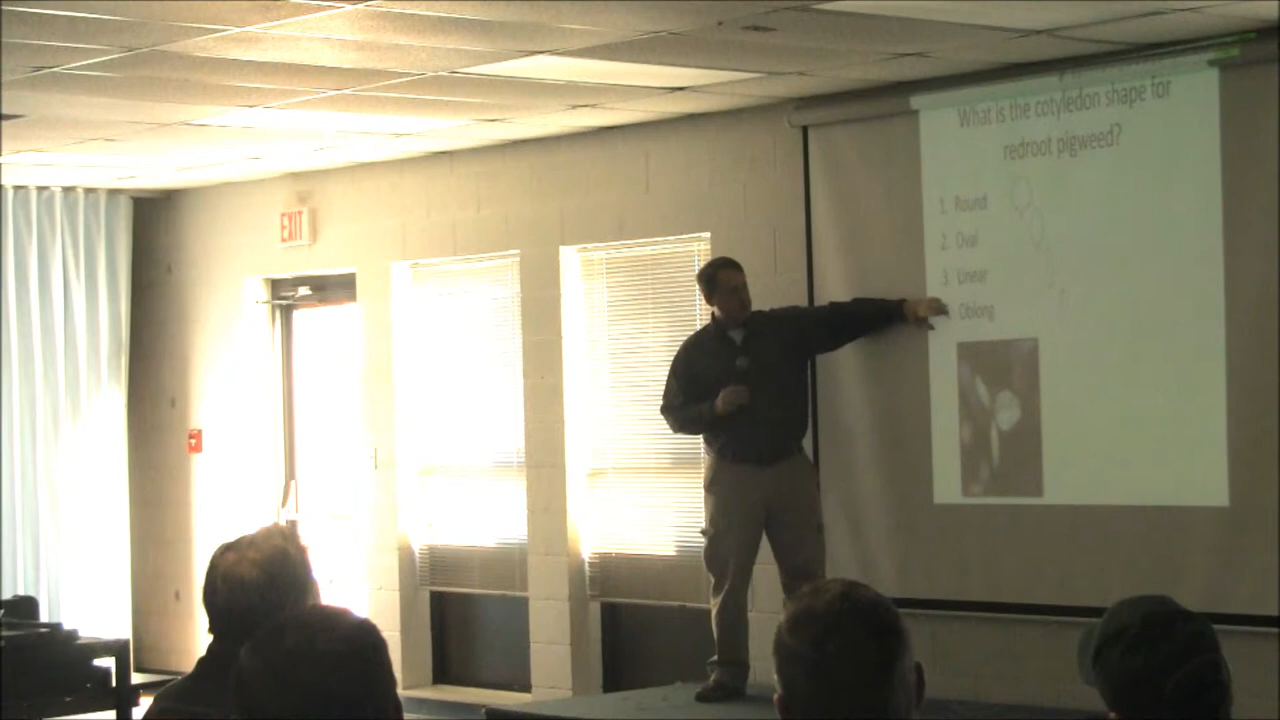 EXIT
What is the cotyledon shape for
redroot pigweed?
1. Round
2. Oval
3. Linear
Oblong